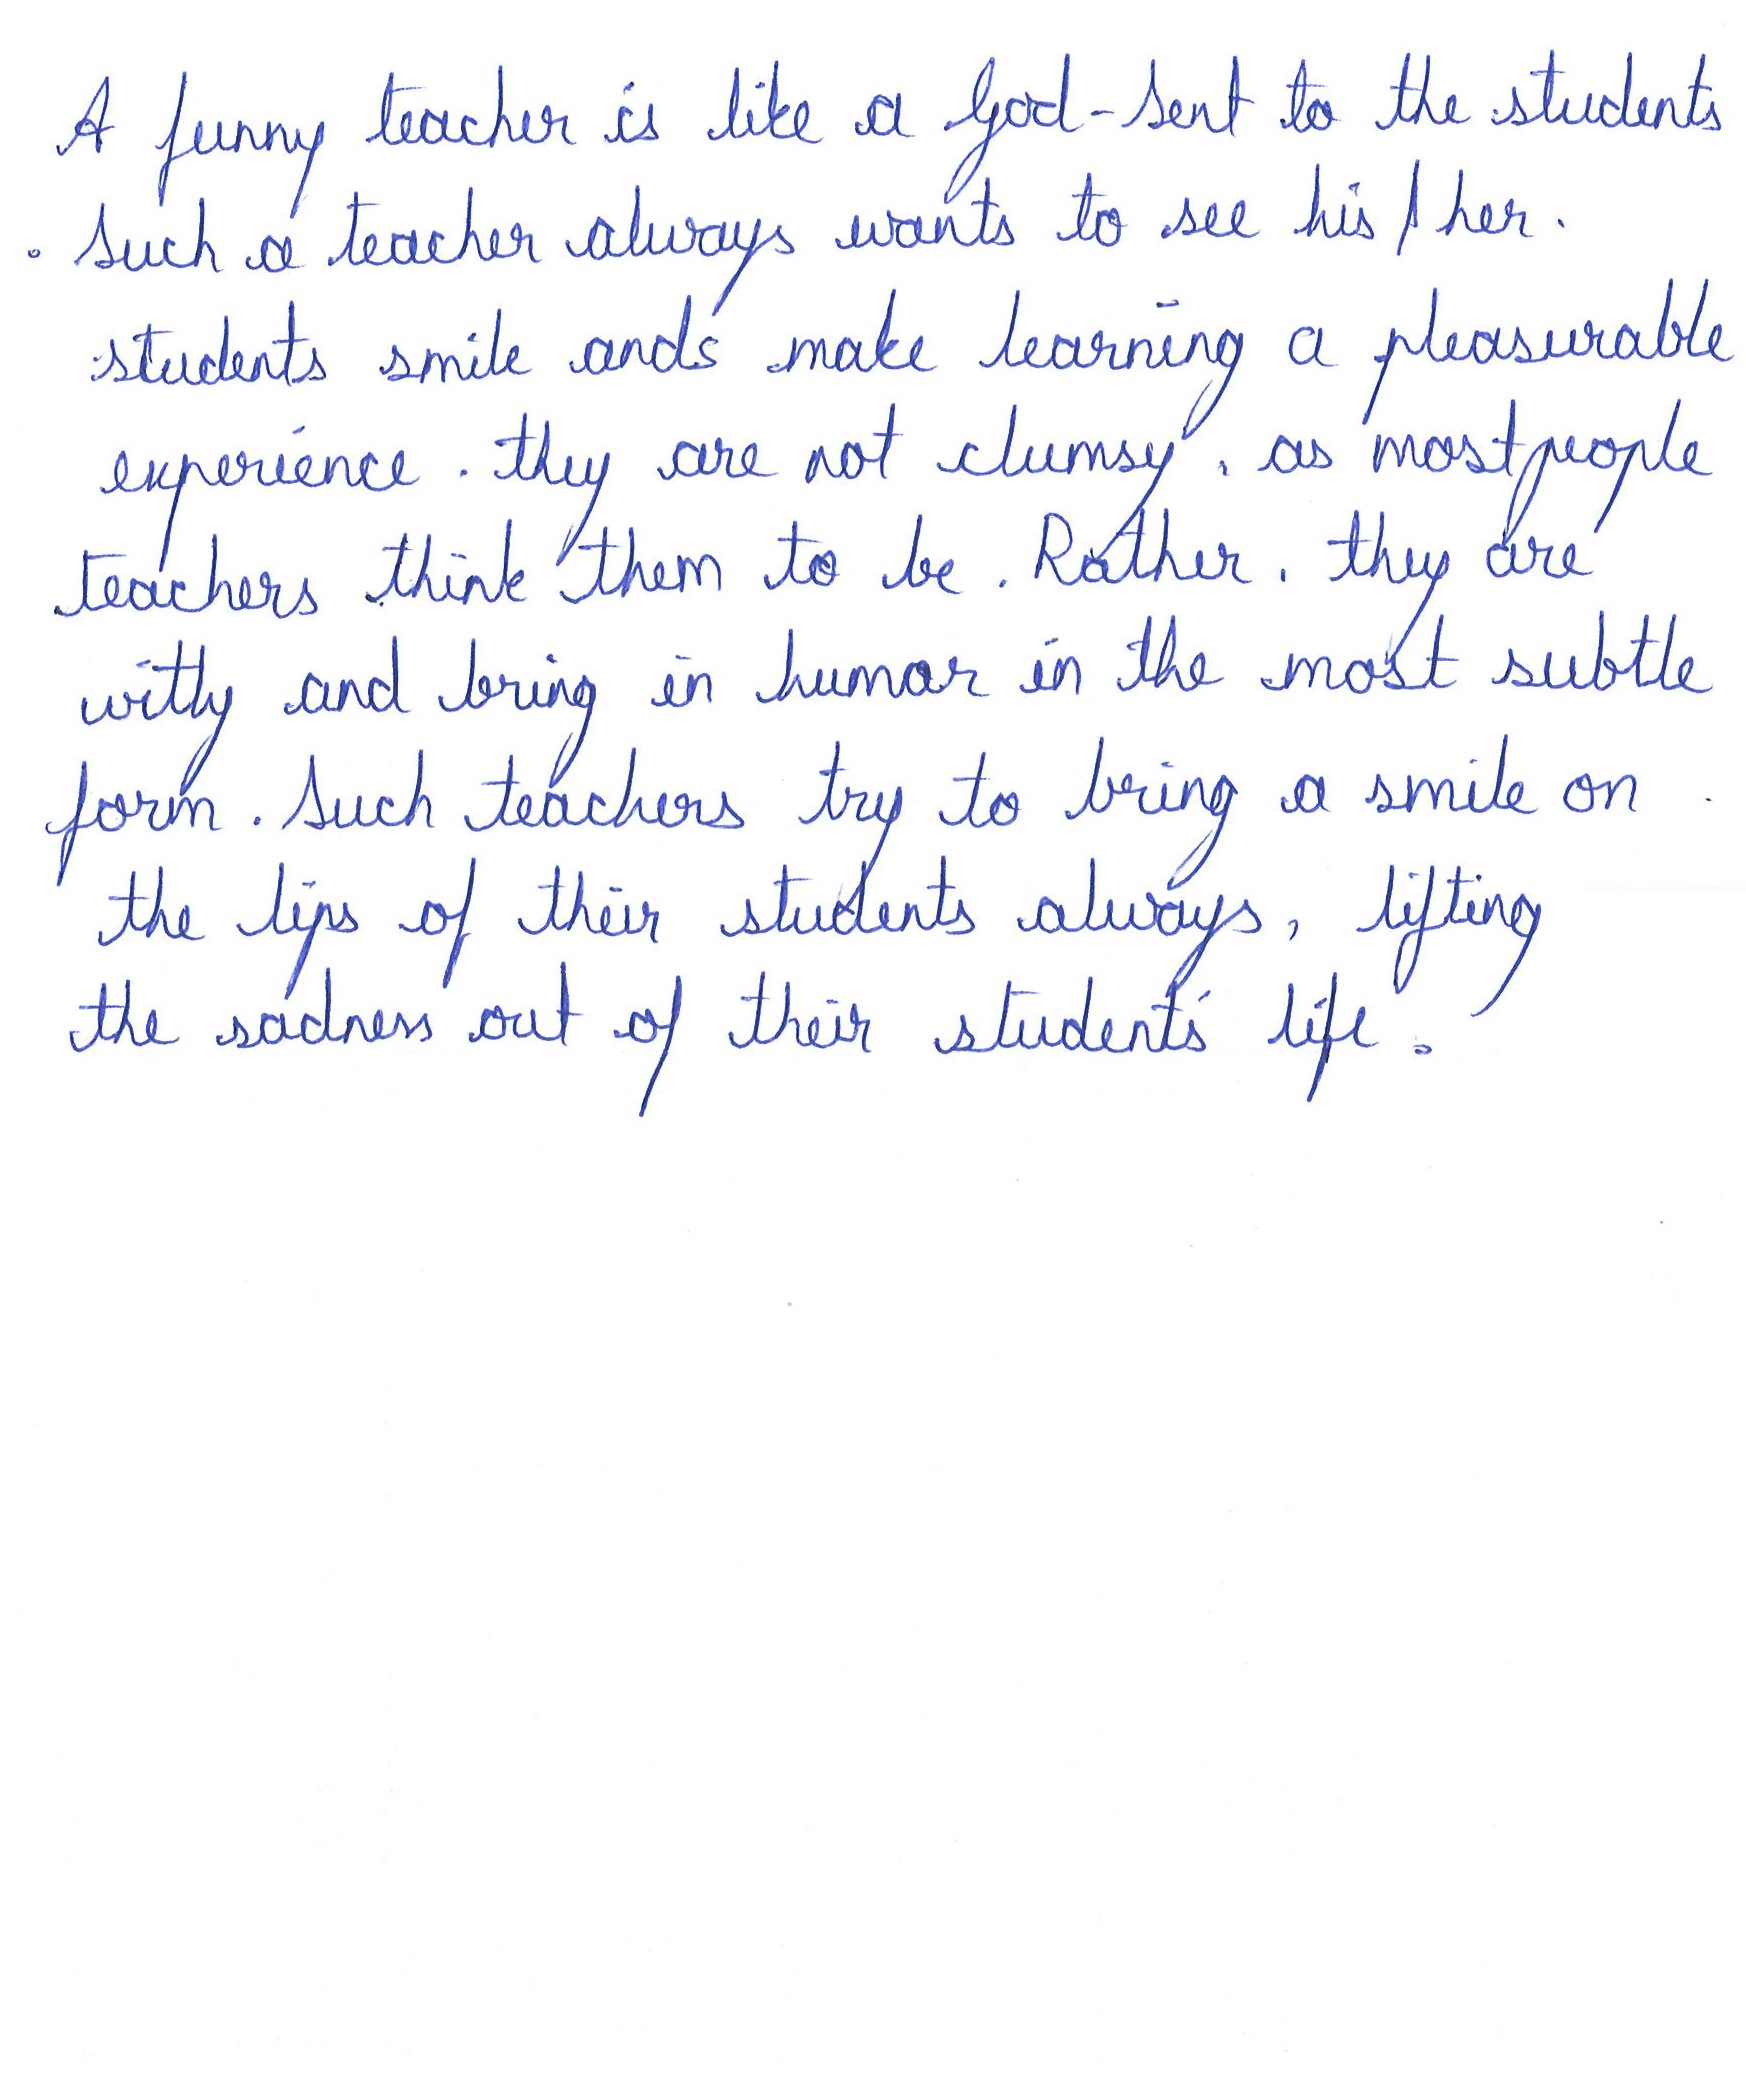 A funny teacher is like a God-Sent to the students
. Such a teacher always wants to see his/her.
students smile ands make learning a pleasurable
experience. they are not clumsy, as most people
teachers think them to be. Rather, they are
witty and bring in humor in the most subtle
form. Such teachers try to bring a smile on
the lips of their students always, lifting
the sadness out of their students' life.